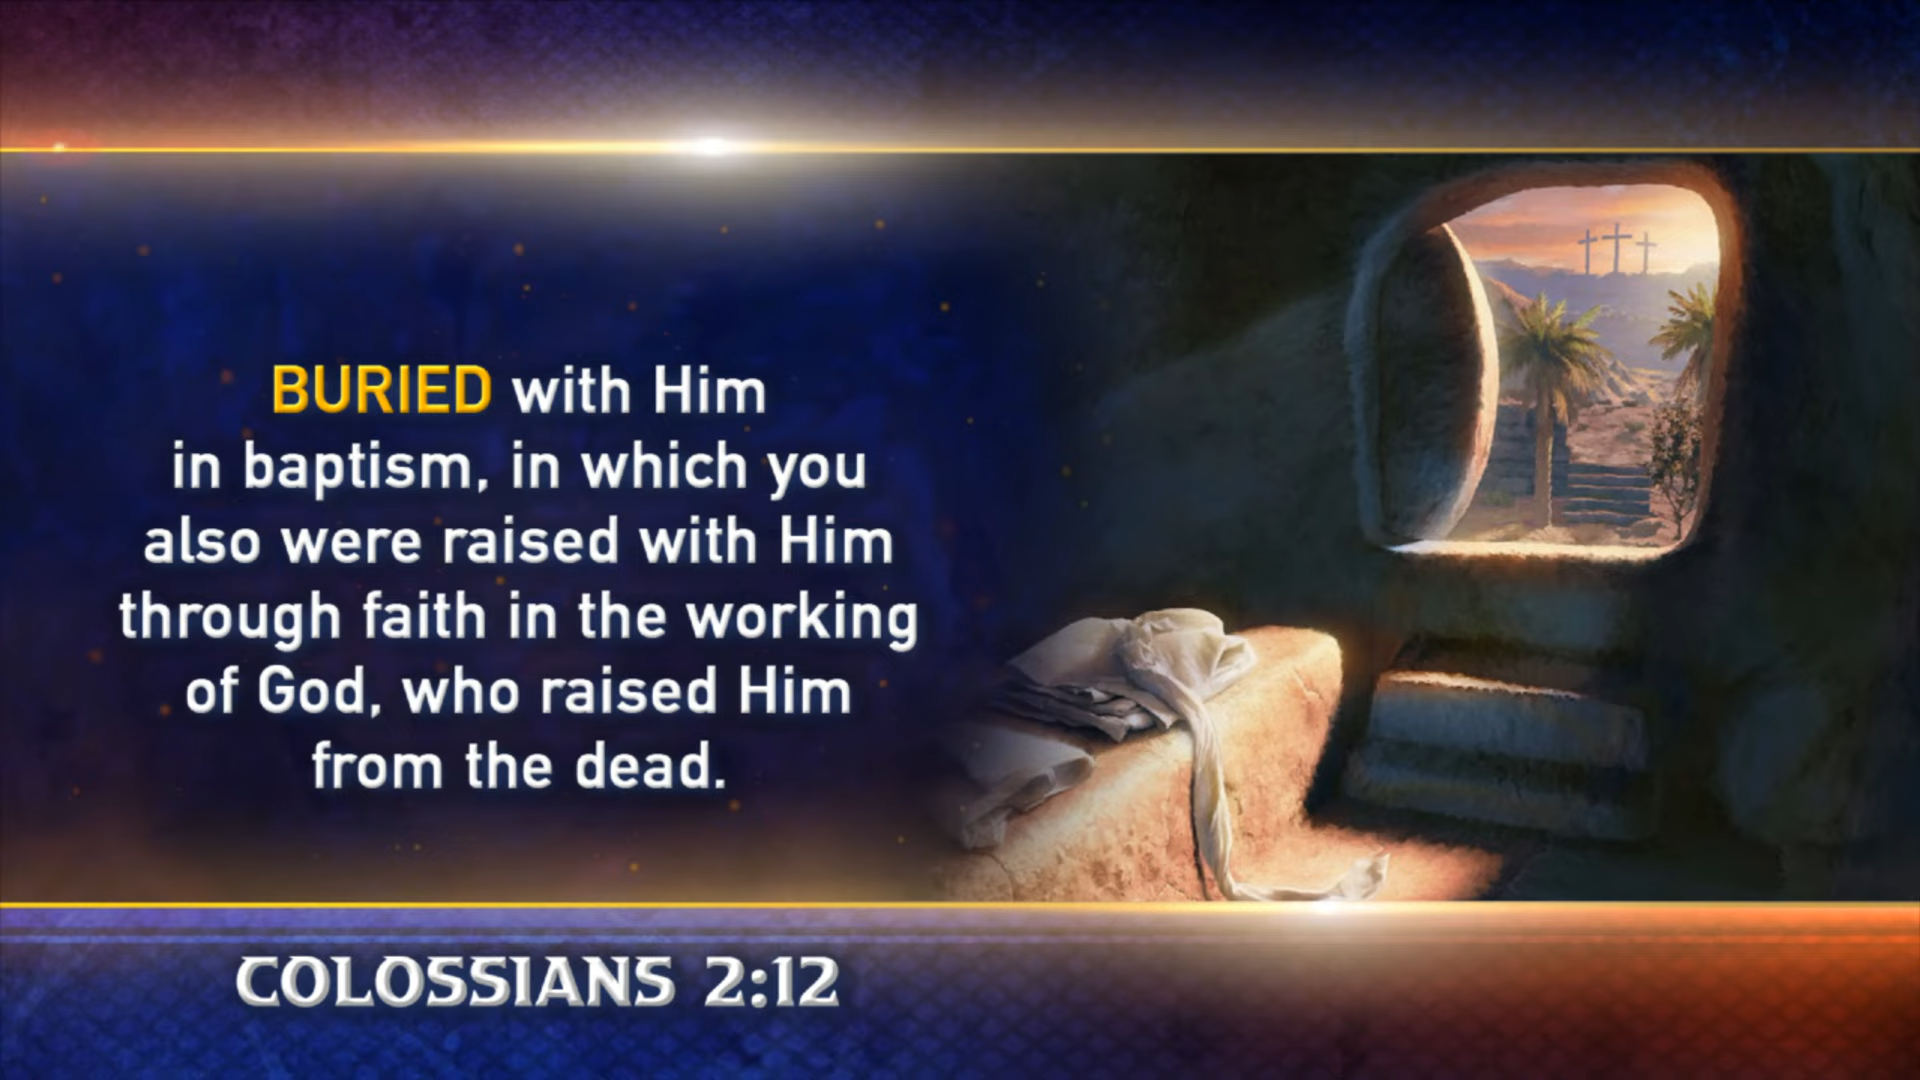 BURIED with Him
in baptism, in which you
also were raised with Him
through faith in the working
of God, who raised Him
from the dead.
COLOSSIANS 2:12